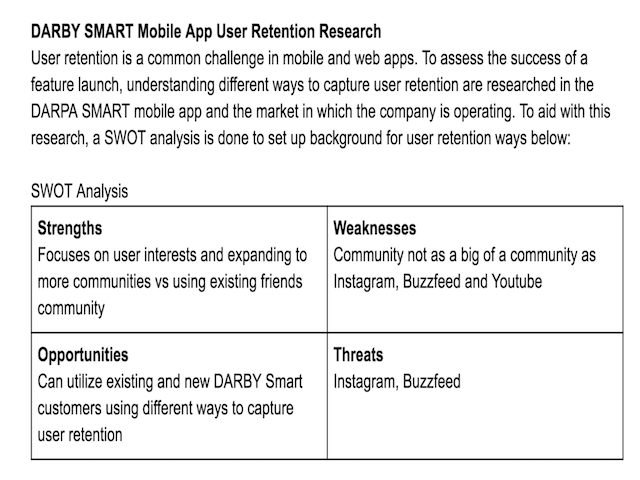 DARBY SMART Mobile App User Retention Research
User retention is a common challenge in mobile and web apps. To assess the success of a
feature launch, understanding different ways to capture user retention are researched in the
DARPA SMART mobile app and the market in which the company is operating. To aid with this
research, a SWOT analysis is done to set up background for user retention ways below:
SWOT Analysis
Strengths
Focuses on user interests and expanding to
more communities vs using existing friends
community
Weaknesses
Community not as a big of a community as
Instagram, Buzzfeed and Youtube
Opportunities
Can utilize existing and new DARBY Smart
customers using different ways to capture
user retention
Threats
Instagram, Buzzfeed